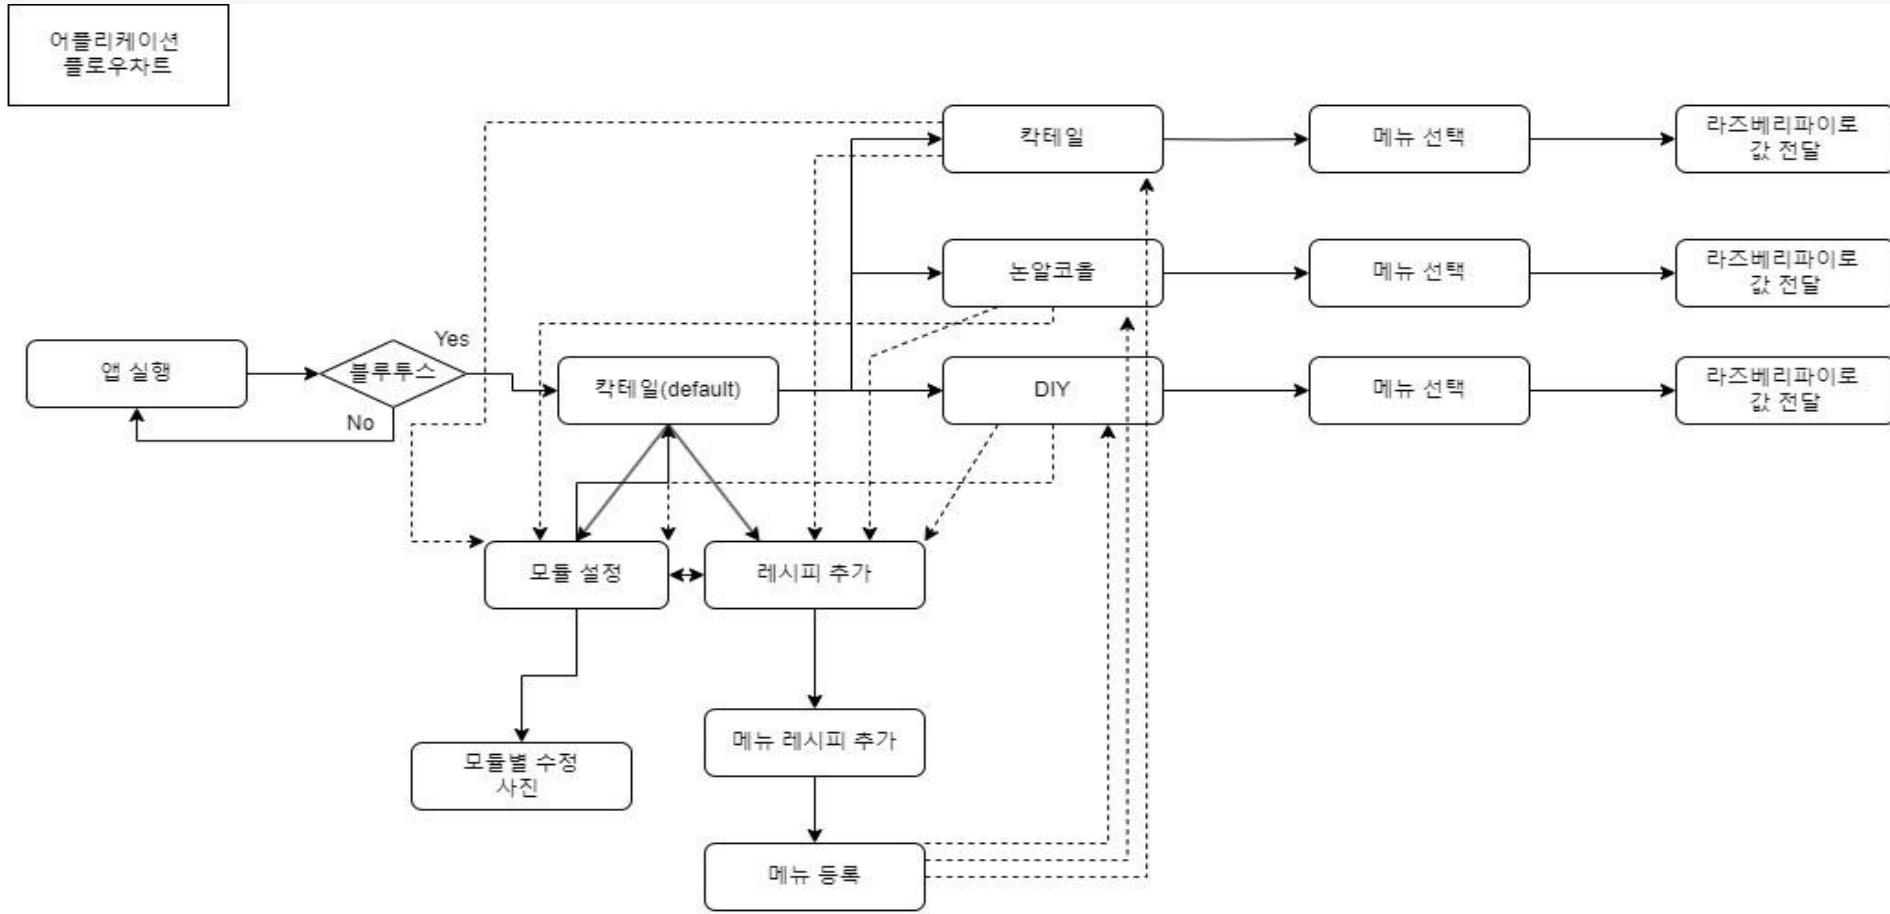 어플리케이션
플로우차트
칵테일
메뉴 선택
라즈베리파이로
값 전달
논알코올
메뉴 선택
라즈베리파이로
값 전달
앱 실행
블루투스
Yes
No
칵테일(default)
DIY
메뉴 선택
라즈베리파이로
값 전달
모듈 설정
레시피 추가
모듈별 수정
사진
메뉴 레시피 추가
메뉴 등록